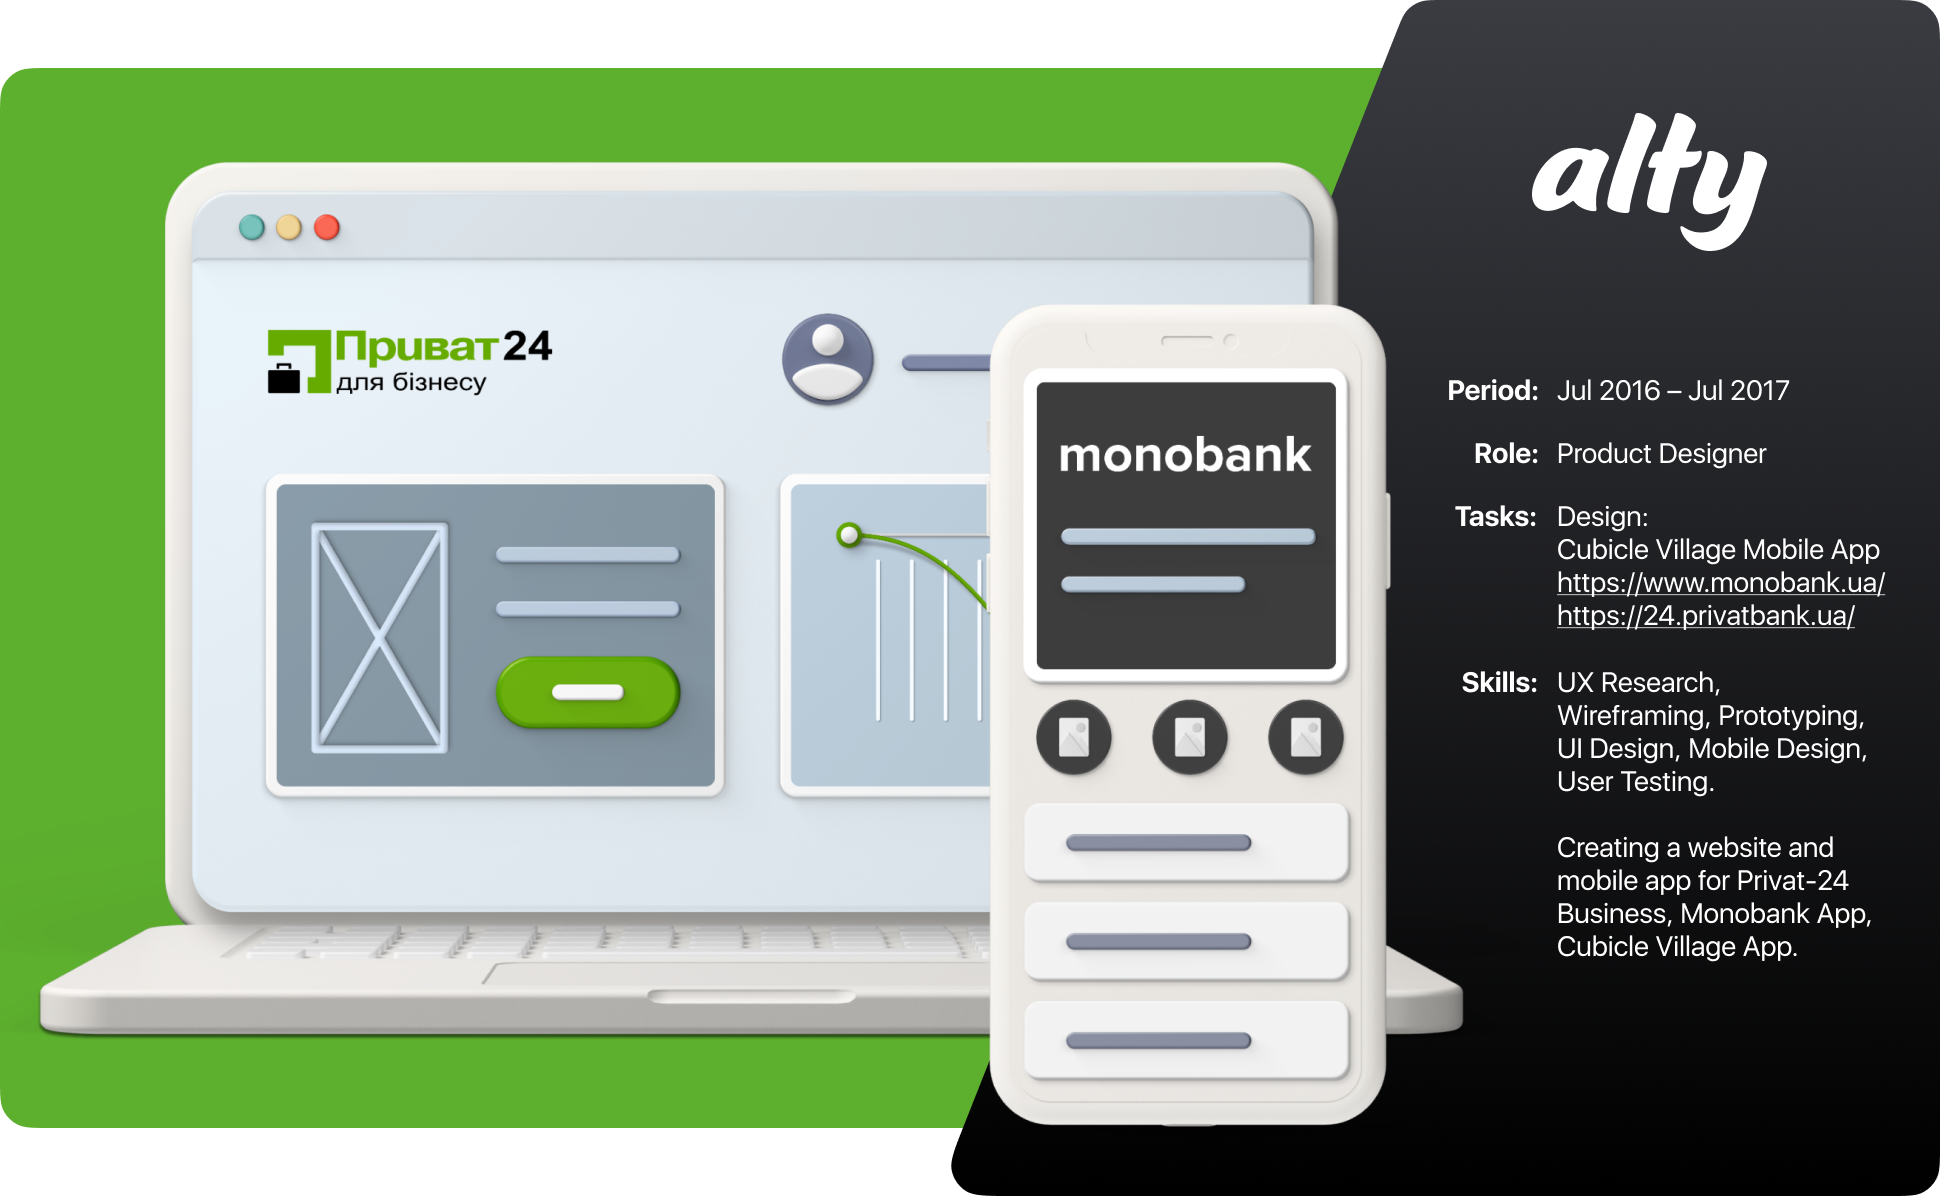 alty
Приват24
для бізнесу
monobank
Period: Jul 2016 – Jul 2017
Role: Product Designer
Tasks: Design:
Cubicle Village Mobile App
https://www.monobank.ua/
https://24.privatbank.ua/
Skills: UX Research,
Wireframing, Prototyping,
UI Design, Mobile Design,
User Testing.
Creating a website and
mobile app for Privat-24
Business, Monobank App,
Cubicle Village App.